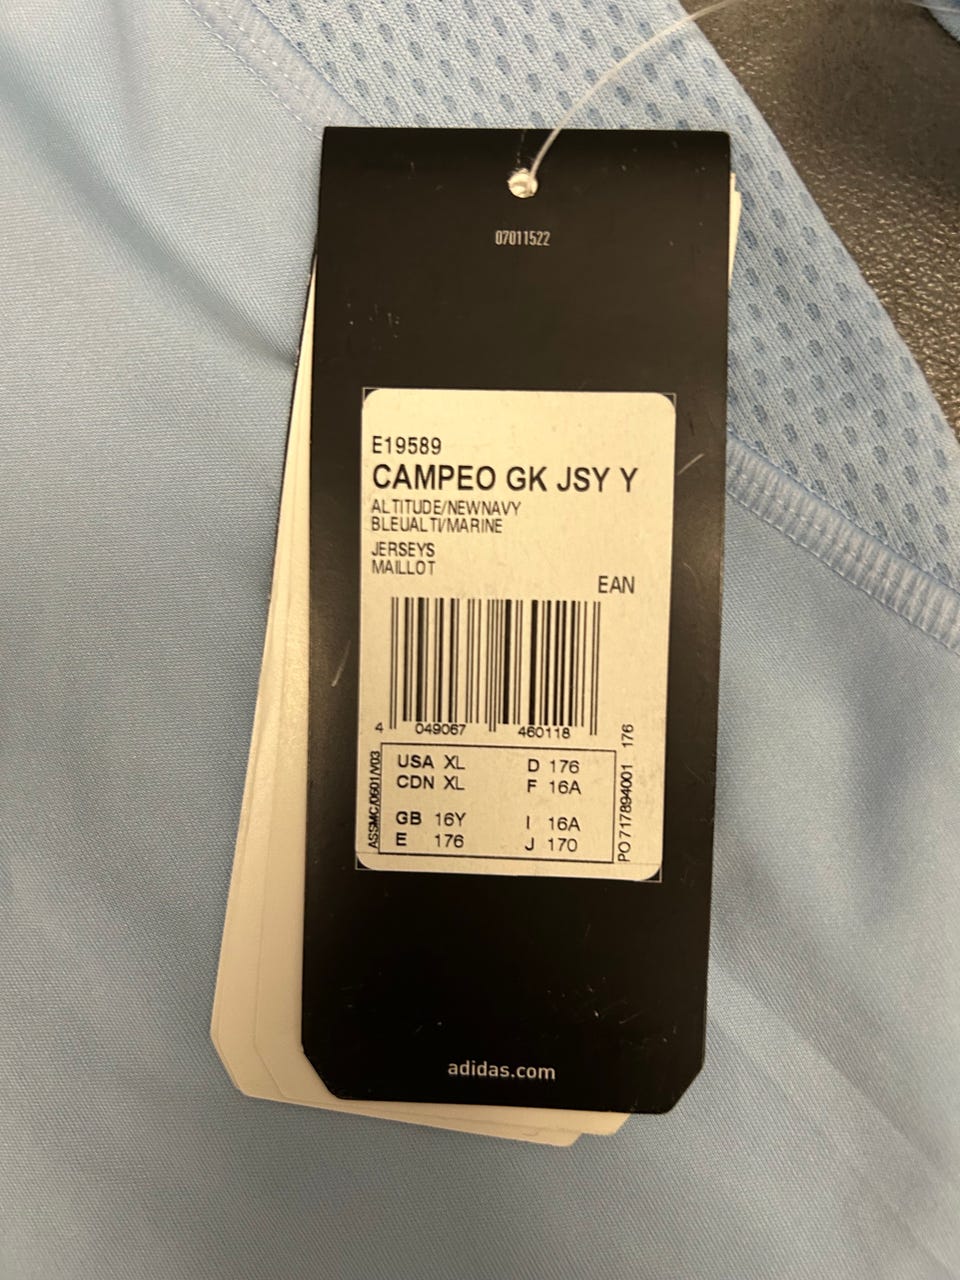 07011522
E19589
CAMPEO GK JSY Y
ALTITUDE/NEWNAVY
BLEUALTI/MARINE
JERSEYS
MAILLOT
EAN
4 049067 460118
ASSMC/0601/V03
USA XL D 176
CDN XL F 16A
GB 16Y I 16A
E 176 J 170
PO 717894001 176
adidas.com